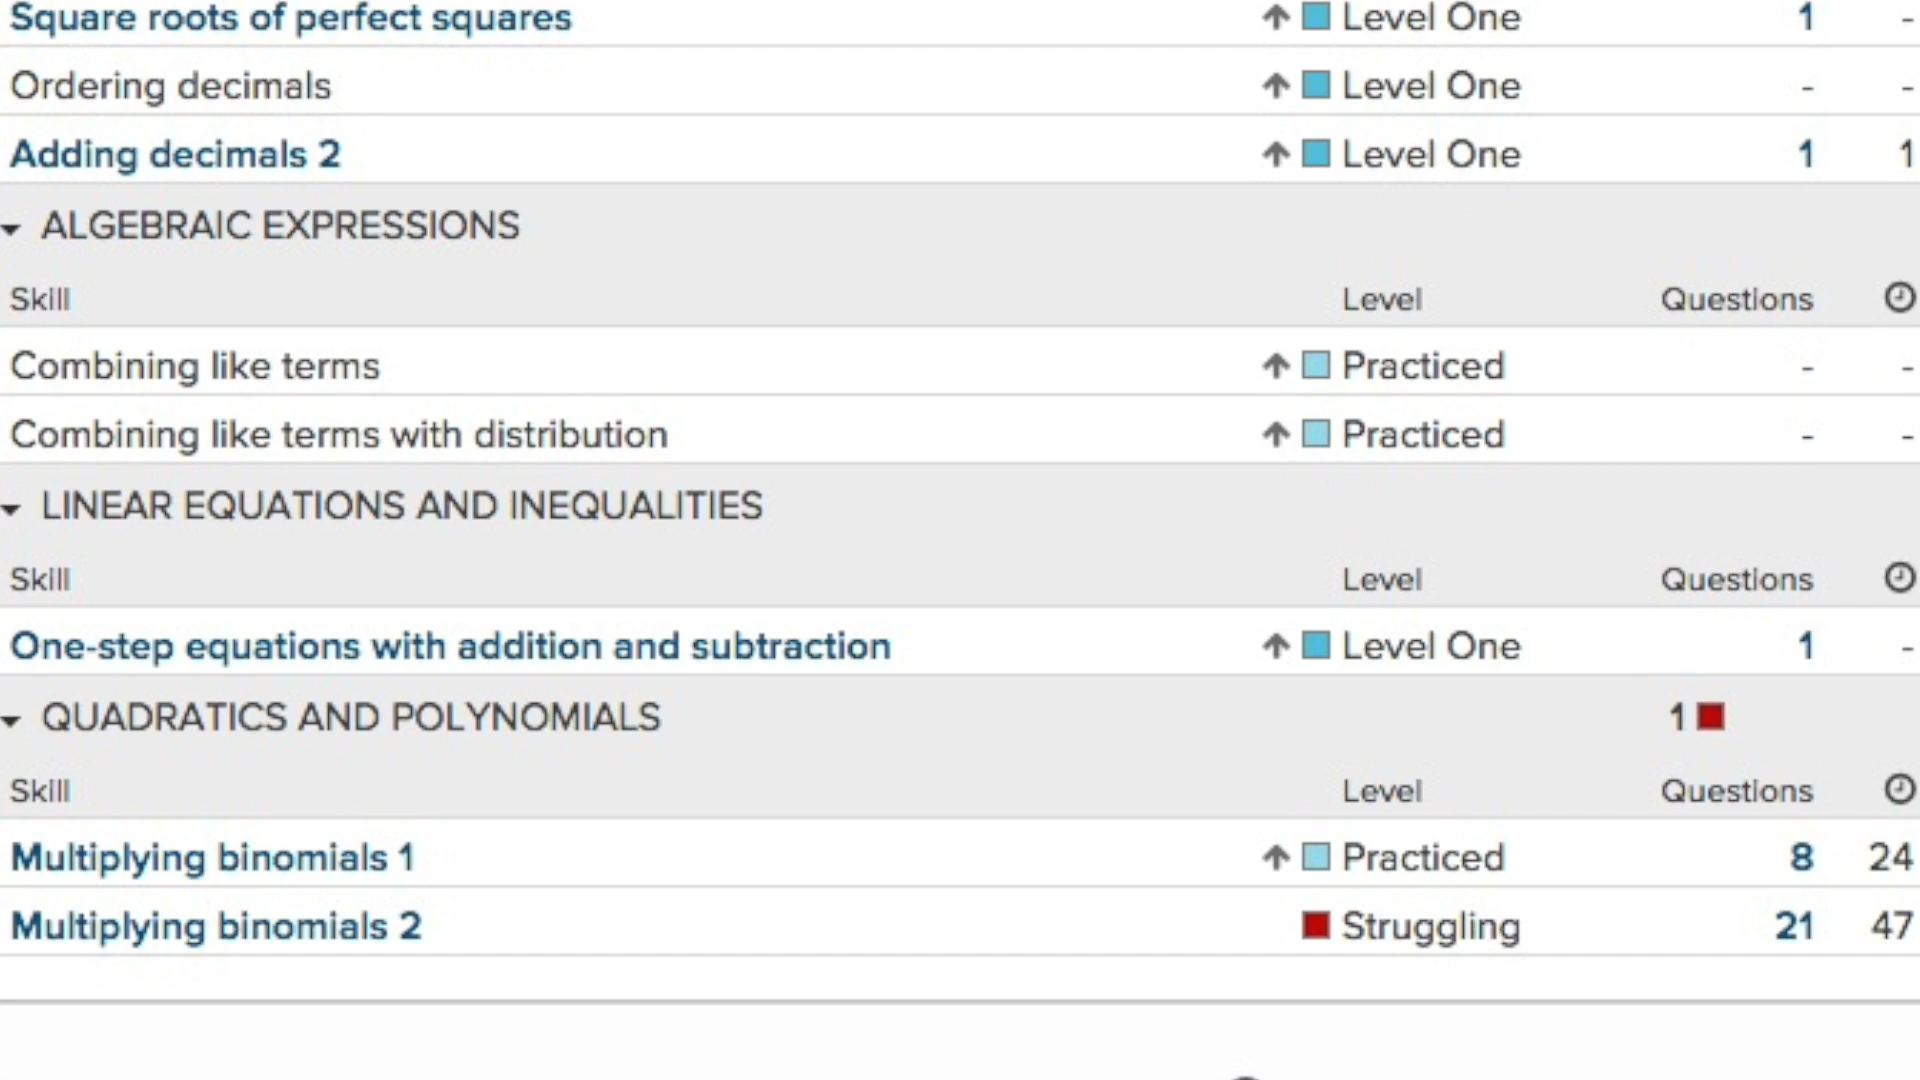 Square roots of perfect squares Level One 1 -
Ordering decimals Level One - -
Adding decimals 2 Level One 1 1
ALGEBRAIC EXPRESSIONS
Skill Level Questions
Combining like terms Practiced - -
Combining like terms with distribution Practiced - -
LINEAR EQUATIONS AND INEQUALITIES
Skill Level Questions
One-step equations with addition and subtraction Level One 1 -
QUADRATICS AND POLYNOMIALS 1
Skill Level Questions
Multiplying binomials 1 Practiced 8 24
Multiplying binomials 2 Struggling 21 47